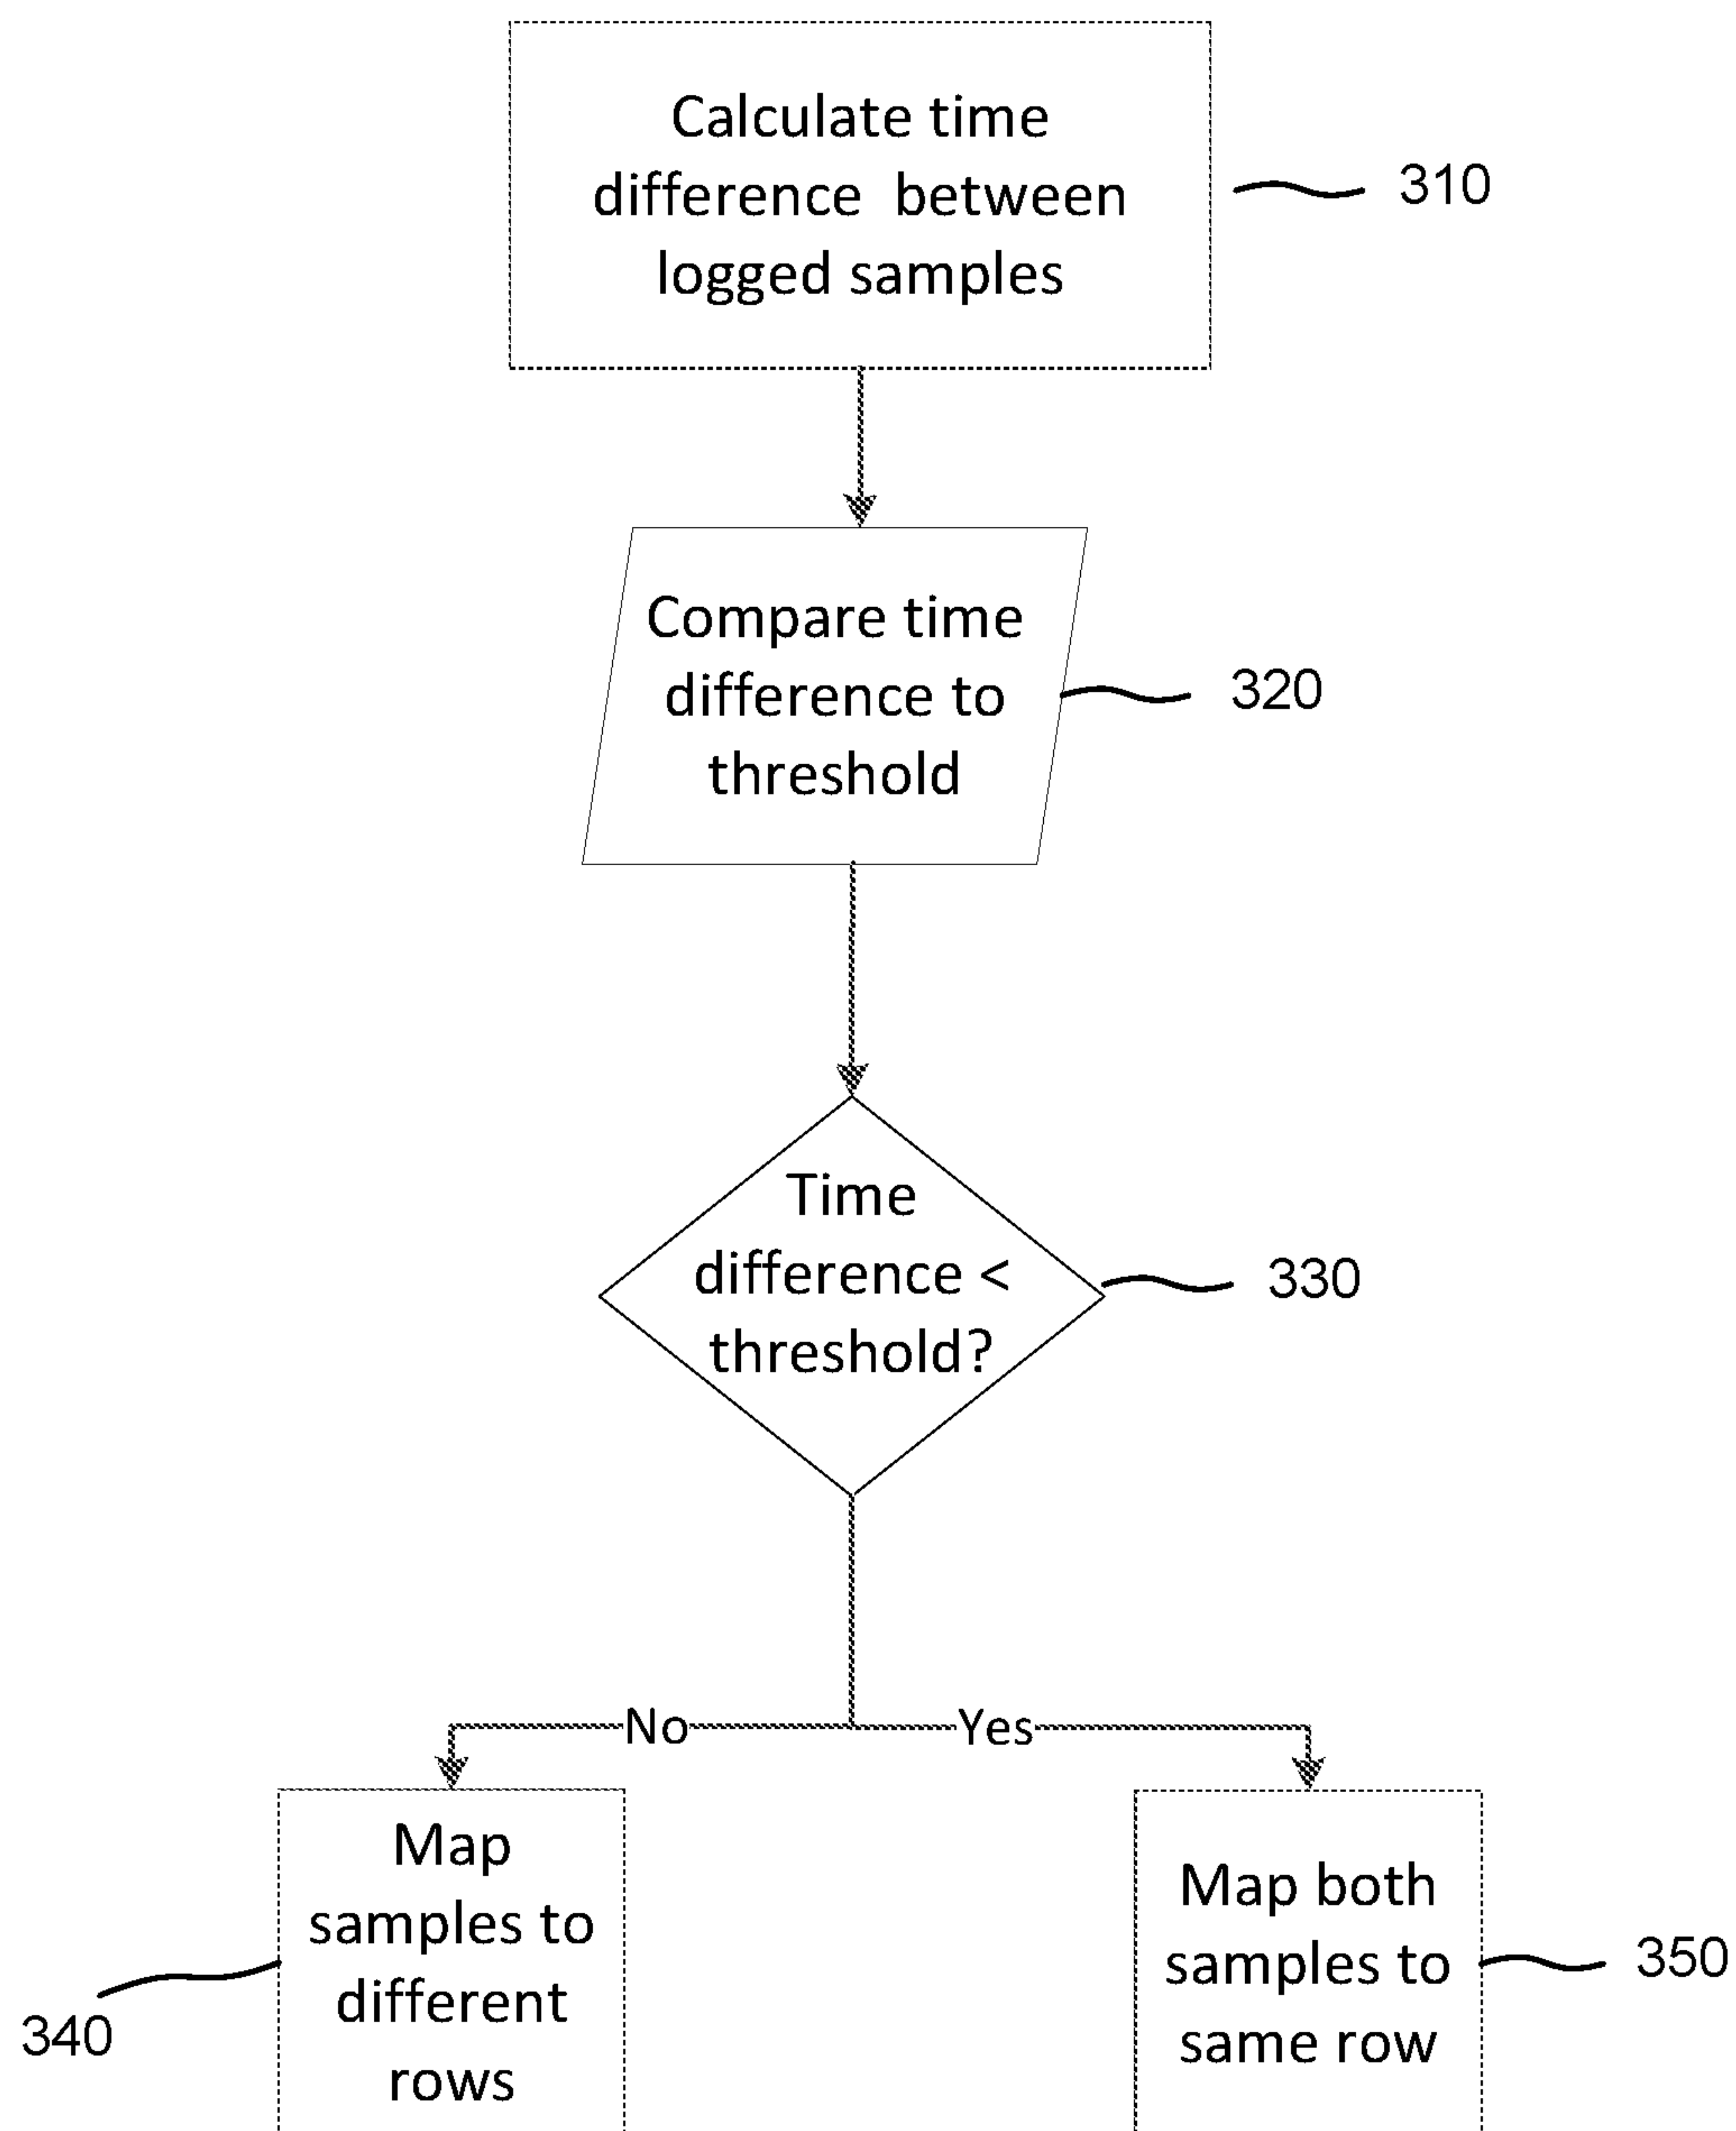 Calculate time
difference between
logged samples
310
Compare time
difference to
threshold
320
Time
difference <
threshold?
330
No
Yes
Map
samples to
different
rows
340
Map both
samples to
same row
350